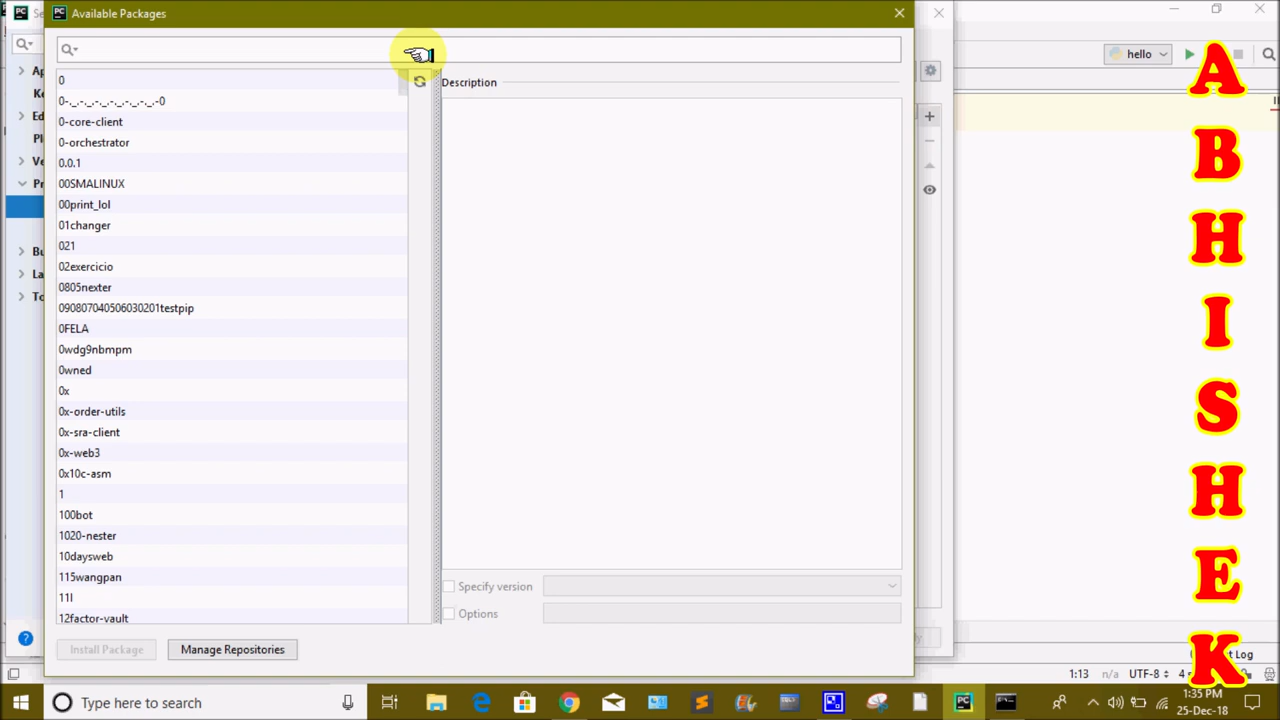 Available Packages
hello
0
Description
0-._.-._.-._.-._.-._.-._.-0
0-core-client
0-orchestrator
0.0.1
00SMALINUX
00print_lol
01changer
021
02exercicio
0805nexter
090807040506030201testpip
0FELA
0wdg9nbmpm
0wned
0x
0x-order-utils
0x-sra-client
0x-web3
0x10c-asm
1
100bot
1020-nester
10daysweb
115wangpan
11l
12factor-vault
Specify version
Options
Install Package
Manage Repositories
A
B
H
I
S
H
E
K
Log
1:13 n/a UTF-8 4
Type here to search
1:35 PM
25-Dec-18